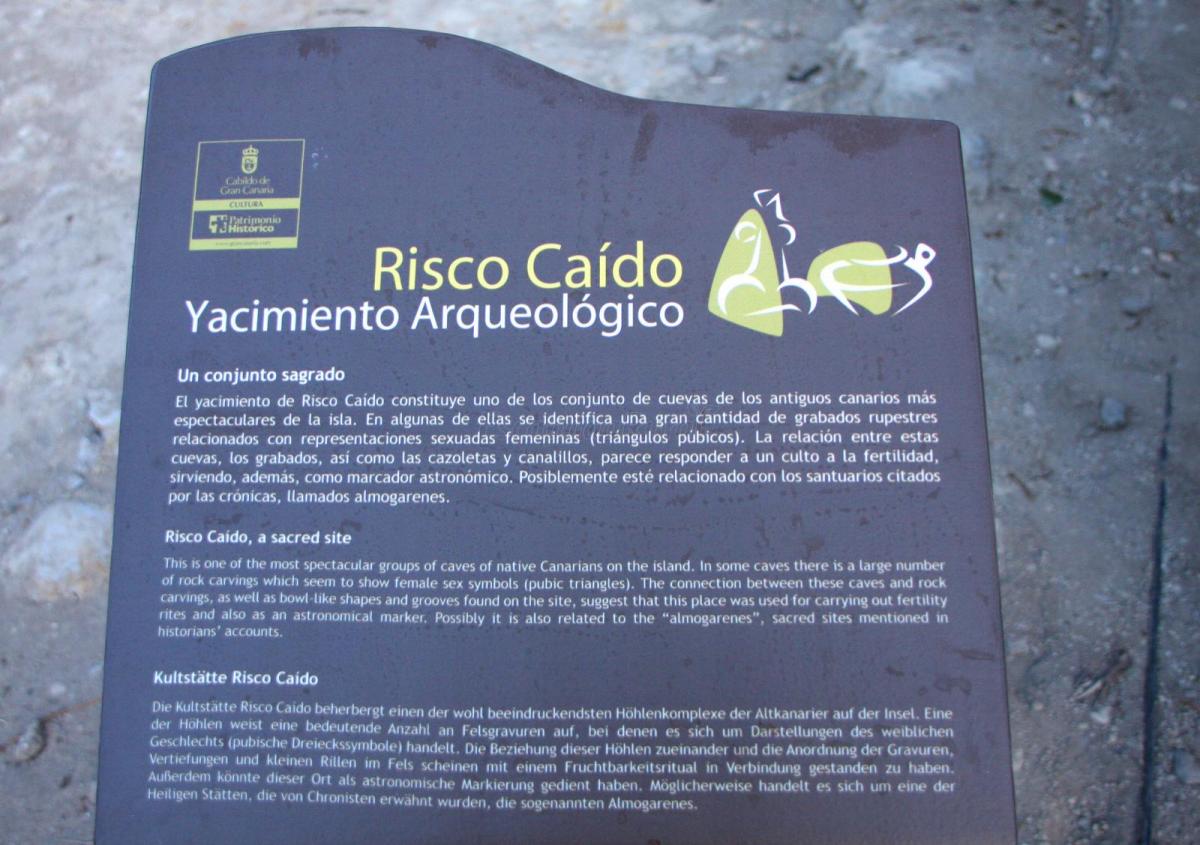 Cabildo de
Gran Canaria
CULTURA
Patrimonio
Histórico
Risco Caído
Yacimiento Arqueológico
Un conjunto sagrado
El yacimiento de Risco Caído constituye uno de los conjunto de cuevas de los antiguos canarios más
espectaculares de la isla. En algunas de ellas se identifica una gran cantidad de grabados rupestres
relacionados con representaciones sexuadas femeninas (triángulos púbicos). La relación entre estas
cuevas, los grabados, así como las cazoletas y canalillos, parece responder a un culto a la fertilidad,
sirviendo, además, como marcador astronómico. Posiblemente esté relacionado con los santuarios citados
por las crónicas, llamados almogarenes.
Risco Caído, a sacred site
This is one of the most spectacular groups of caves of native Canarians on the island. In some caves there is a large number
of rock carvings which seem to show female sex symbols (pubic triangles). The connection between these caves and rock
carvings, as well as bowl-like shapes and grooves found on the site, suggest that this place was used for carrying out fertility
rites and also as an astronomical marker. Possibly it is also related to the “almogarenes”, sacred sites mentioned in
historians’ accounts.
Kultstätte Risco Caído
Die Kultstätte Risco Caido beherbergt einen der wohl beeindruckendsten Höhlenkomplexe der Altkanarier auf der Insel. Eine
der Höhlen weist eine bedeutende Anzahl an Felsgravuren auf, bei denen es sich um Darstellungen des weiblichen
Geschlechts (pubische Dreieckssymbole) handelt. Die Beziehung dieser Höhlen zueinander und die Anordnung der Gravuren,
Vertiefungen und kleinen Rillen im Fels scheinen mit einem Fruchtbarkeitsritual in Verbindung gestanden zu haben.
Außerdem könnte dieser Ort als astronomische Markierung gedient haben. Möglicherweise handelt es sich um eine der
Heiligen Stätten, die von Chronisten erwähnt wurden, die sogenannten Almogarenes.